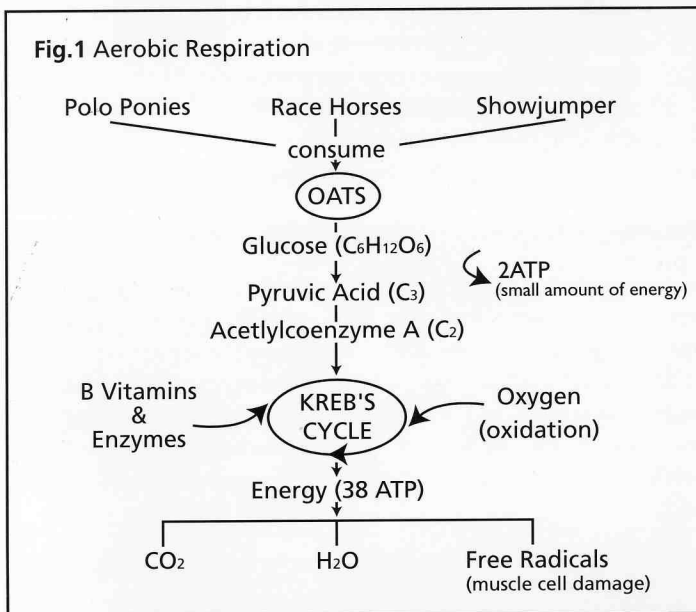 Fig.1 Aerobic Respiration
Polo Ponies Race Horses Showjumper
consume
OATS
Glucose (C₆H₁₂O₆)
2ATP
(small amount of energy)
Pyruvic Acid (C₃)
Acetlylcoenzyme A (C₂)
B Vitamins
&
Enzymes
KREB'S
CYCLE
Oxygen
(oxidation)
Energy (38 ATP)
CO₂ H₂O Free Radicals
(muscle cell damage)